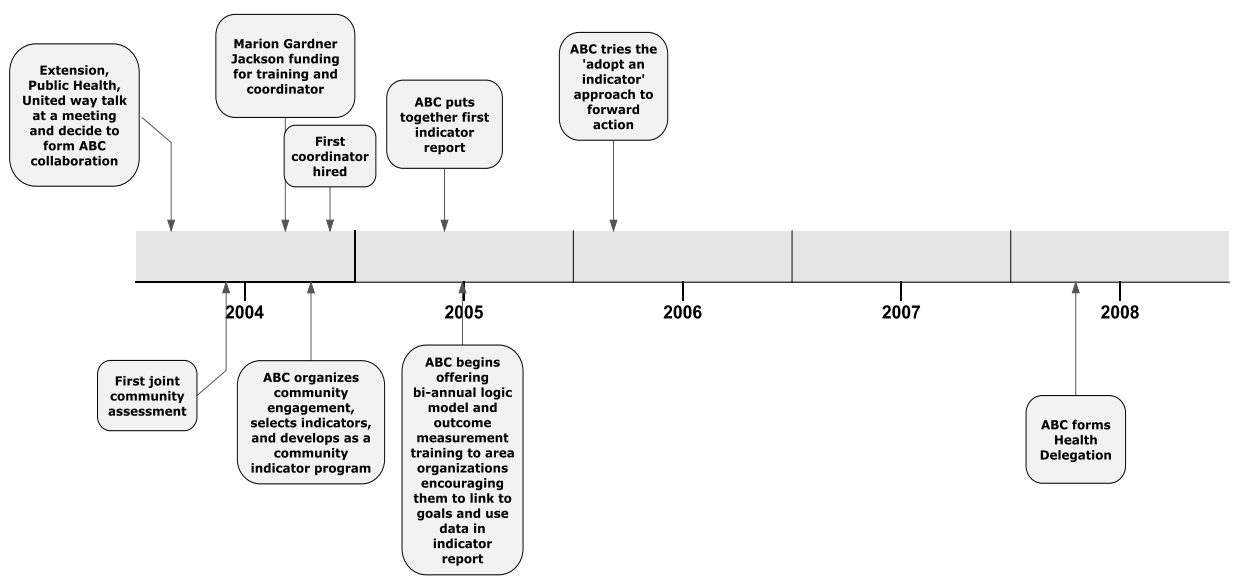 Extension,
Public Health,
United way talk
at a meeting
and decide to
form ABC
collaboration
Marion Gardner
Jackson funding
for training and
coordinator
First
coordinator
hired
ABC puts
together first
indicator
report
ABC tries the
'adopt an
indicator'
approach to
forward
action
2004
2005
2006
2007
2008
First joint
community
assessment
ABC organizes
community
engagement,
selects indicators,
and develops as a
community
indicator program
ABC begins
offering
bi-annual logic
model and
outcome
measurement
training to area
organizations
encouraging
them to link to
goals and use
data in
indicator
report
ABC forms
Health
Delegation